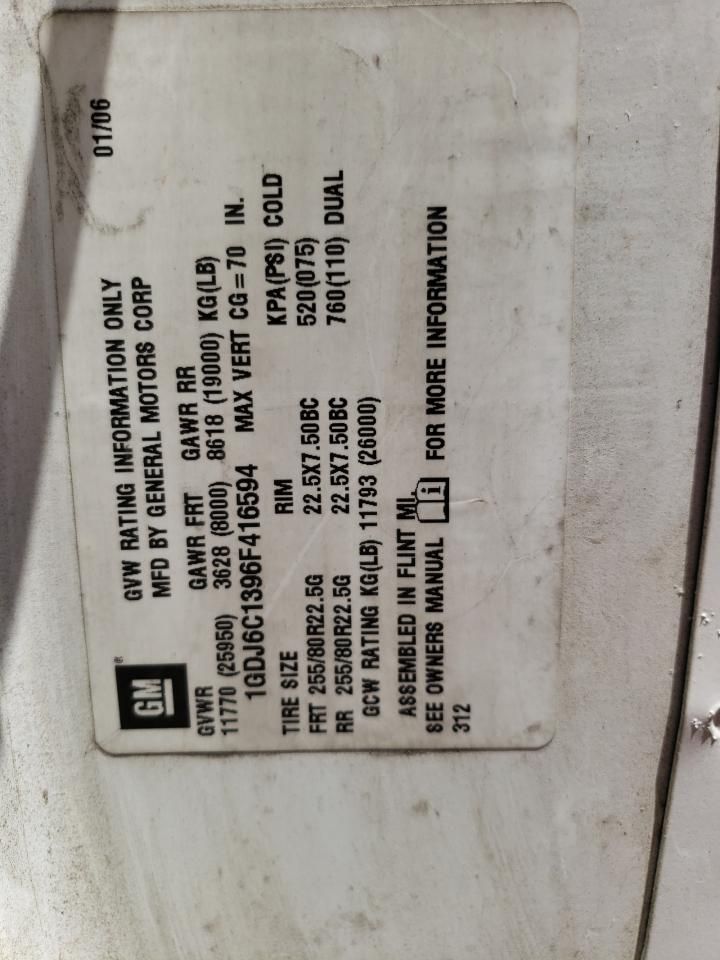 01/06
GM®
GVW RATING INFORMATION ONLY
MFD BY GENERAL MOTORS CORP
GVWR GAWR FRT GAWR RR
11770 (25950) 3628 (8000) 8618 (19000) KG(LB)
1GDJ6C1396F416594 MAX VERT CG=70 IN.
TIRE SIZE RIM KPA(PSI) COLD
FRT 255/80R22.5G 22.5X7.50BC 520(075)
RR 255/80R22.5G 22.5X7.50BC 760(110) DUAL
GCW RATING KG(LB) 11793 (26000)
ASSEMBLED IN FLINT MI.
SEE OWNERS MANUAL i FOR MORE INFORMATION
312